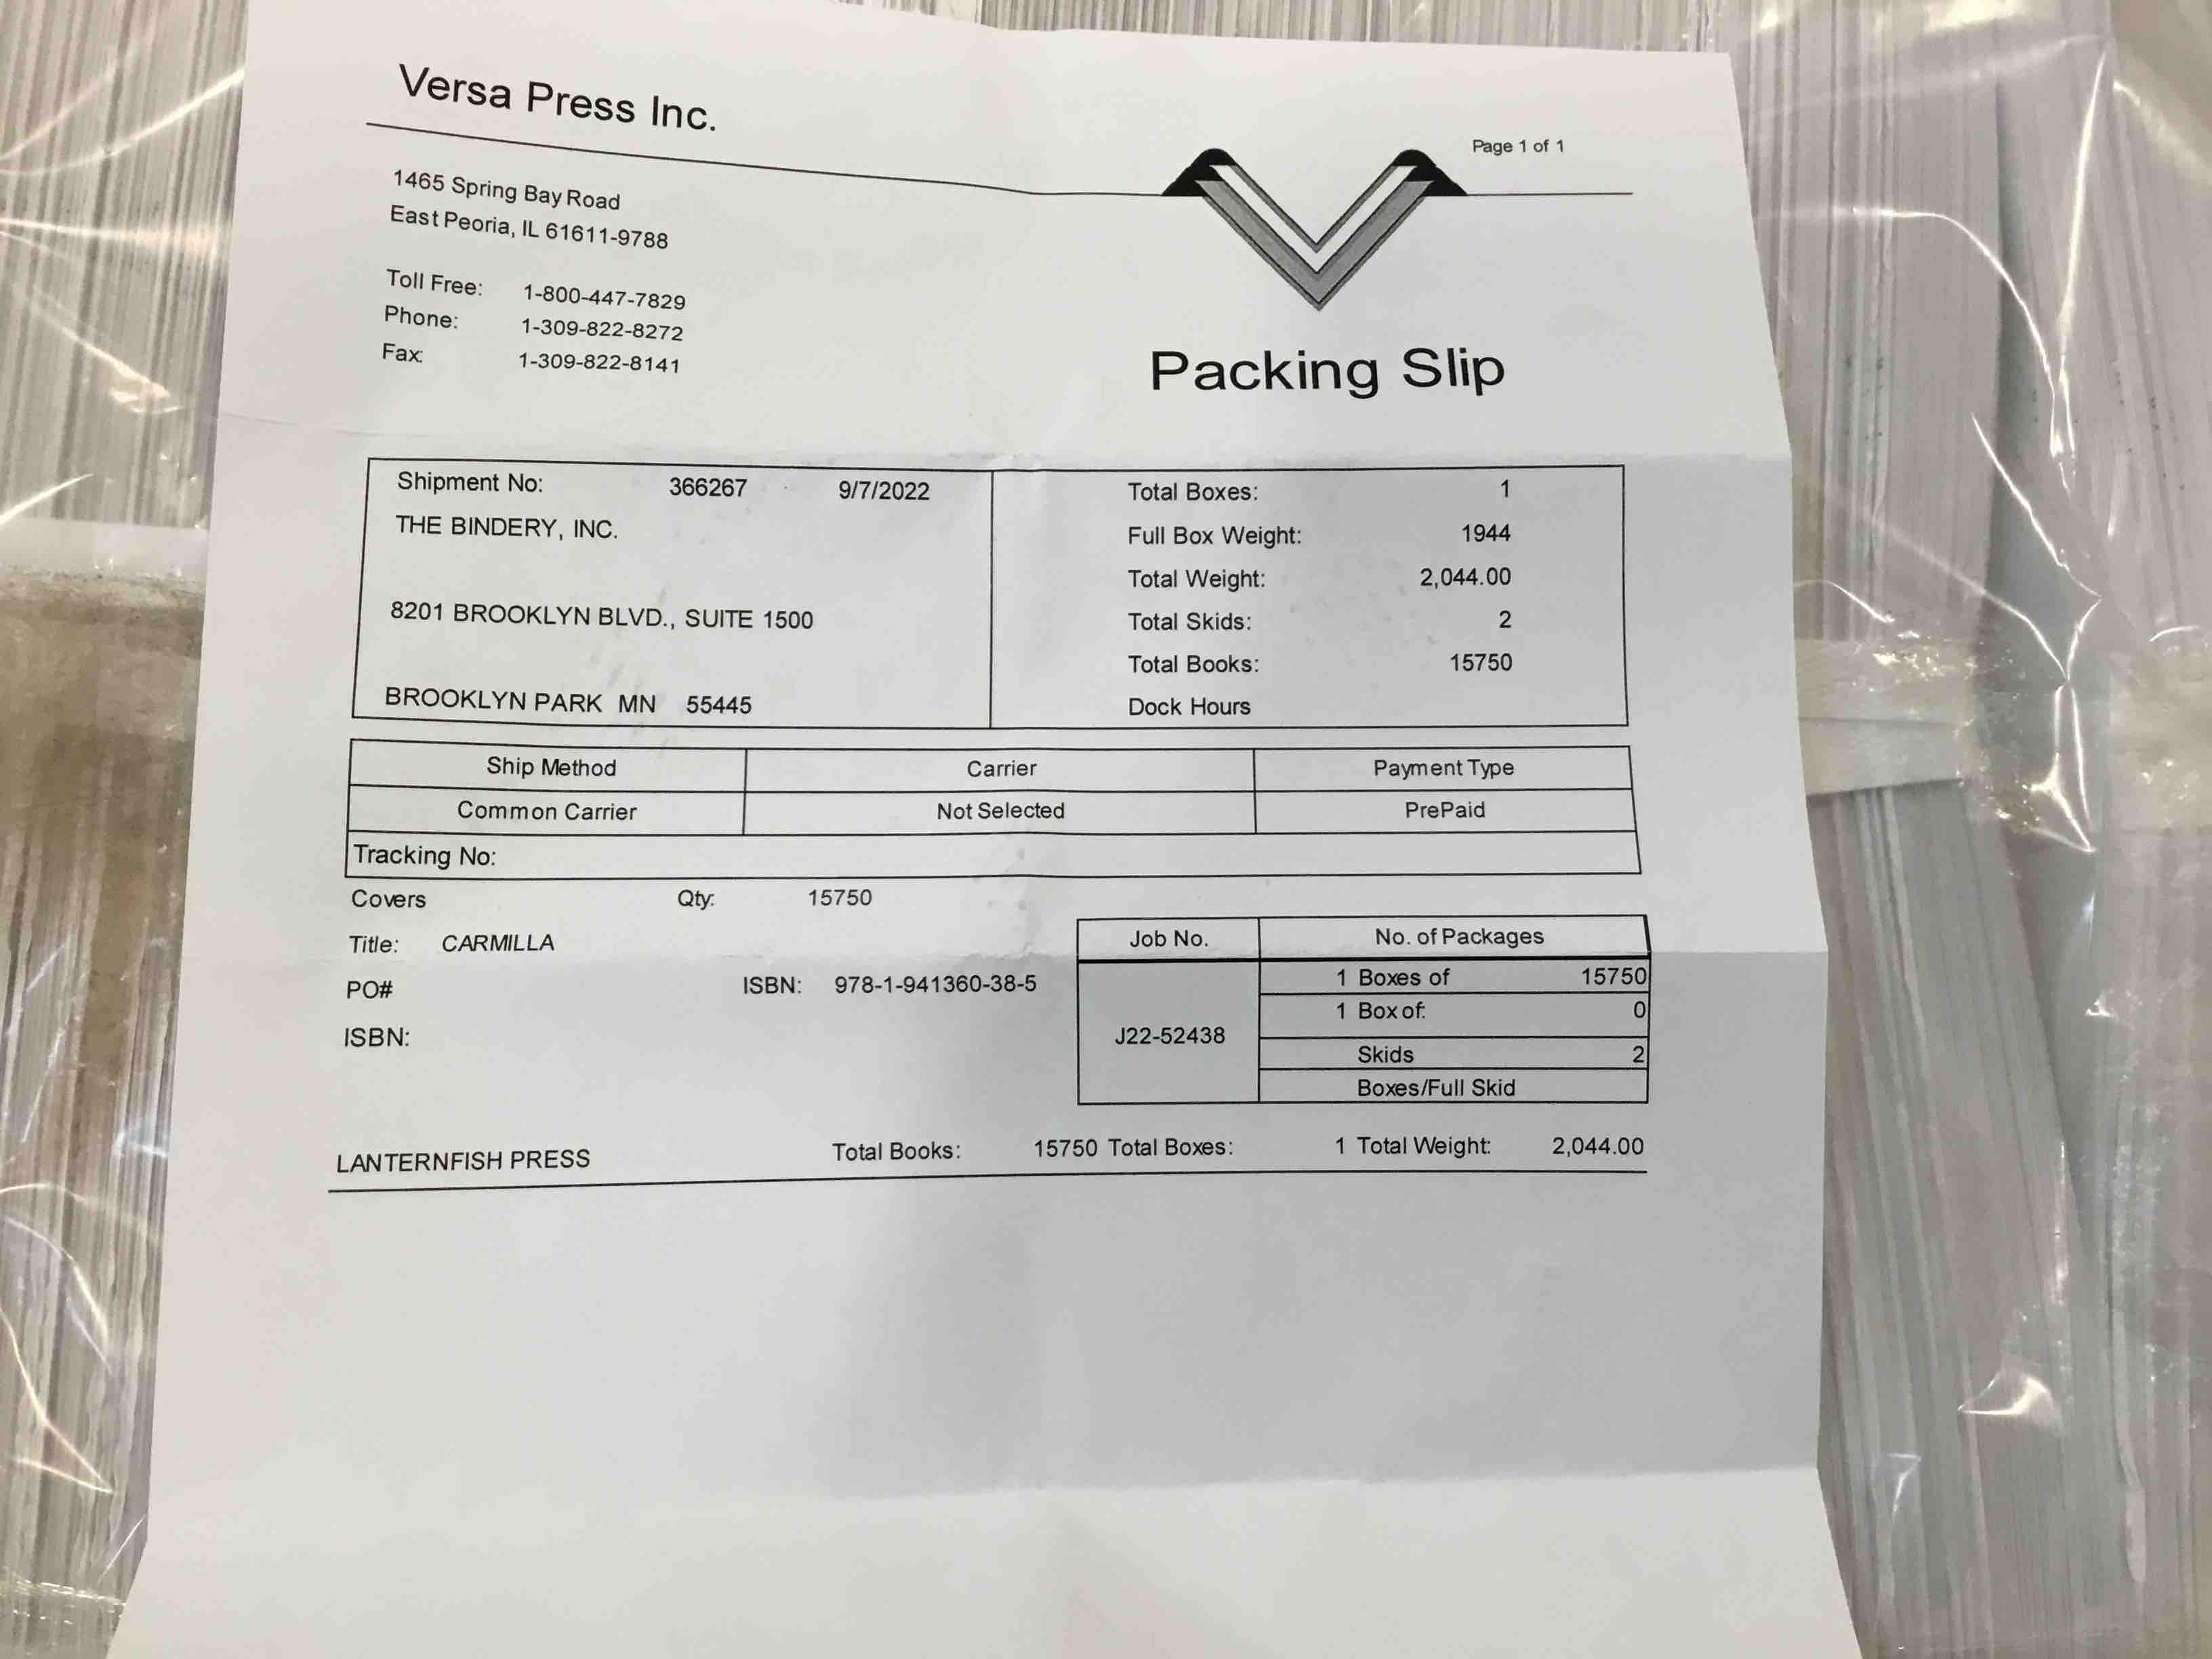 Versa Press Inc.
Page 1 of 1
1465 Spring Bay Road
East Peoria, IL 61611-9788
Toll Free: 1-800-447-7829
Phone: 1-309-822-8272
Fax: 1-309-822-8141
Packing Slip
Shipment No: 366267 9/7/2022
THE BINDERY, INC.
8201 BROOKLYN BLVD., SUITE 1500
BROOKLYN PARK MN 55445
Total Boxes: 1
Full Box Weight: 1944
Total Weight: 2,044.00
Total Skids: 2
Total Books: 15750
Dock Hours
Ship Method Carrier Payment Type
Common Carrier Not Selected PrePaid
Tracking No:
Covers Qty: 15750
Title: CARMILLA
PO# ISBN: 978-1-941360-38-5
ISBN:
Job No. No. of Packages
J22-52438
1 Boxes of 15750
1 Box of: 0
Skids 2
Boxes/Full Skid
LANTERNFISH PRESS Total Books: 15750 Total Boxes: 1 Total Weight: 2,044.00